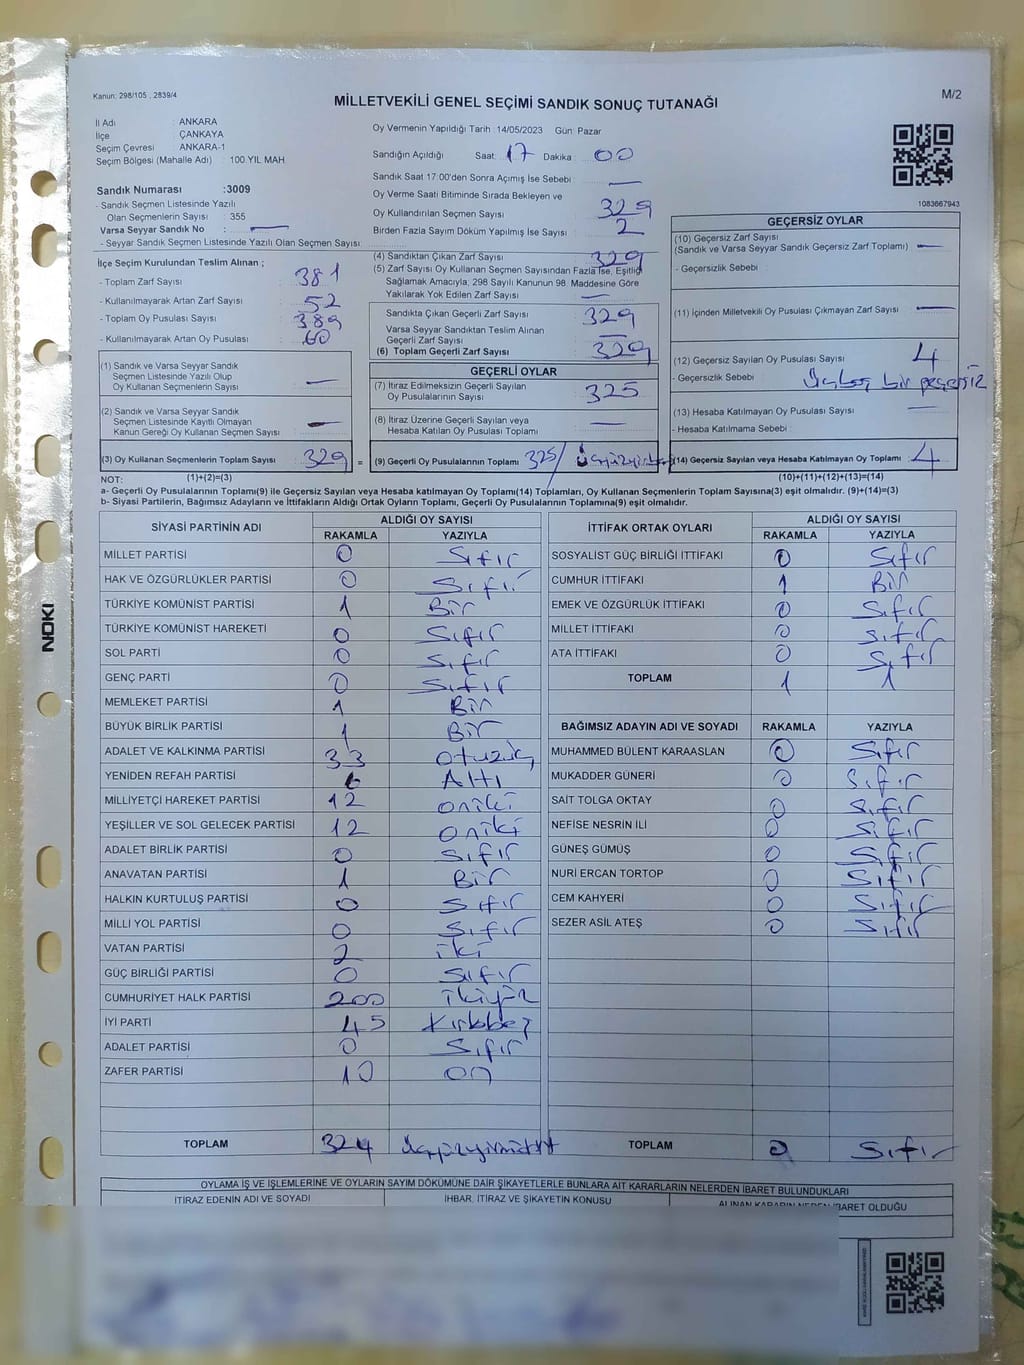 Kanun: 298/105 , 2839/4
M/2
MİLLETVEKİLİ GENEL SEÇİMİ SANDIK SONUÇ TUTANAĞI
İl Adı : ANKARA
İlçe : ÇANKAYA
Seçim Çevresi : ANKARA-1
Seçim Bölgesi (Mahalle Adı) : 100.YIL MAH
Sandık Numarası :3009
- Sandık Seçmen Listesinde Yazılı
Olan Seçmenlerin Sayısı : 355
Varsa Seyyar Sandık No : —
- Seyyar Sandık Seçmen Listesinde Yazılı Olan Seçmen Sayısı :
Oy Vermenin Yapıldığı Tarih : 14/05/2023 Gün: Pazar
Sandığın Açıldığı Saat: 17 Dakika : 00
Sandık Saat 17:00'den Sonra Açılmış İse Sebebi : —
Oy Verme Saati Bitiminde Sırada Bekleyen ve
Oy Kullandırılan Seçmen Sayısı : 329
Birden Fazla Sayım Döküm Yapılmış İse Sayısı : 2
1083667943
İlçe Seçim Kurulundan Teslim Alınan ;
- Toplam Zarf Sayısı : 381
- Kullanılmayarak Artan Zarf Sayısı : 52
- Toplam Oy Pusulası Sayısı : 389
- Kullanılmayarak Artan Oy Pusulası : 60
(4) Sandıktan Çıkan Zarf Sayısı : 329
(5) Zarf Sayısı Oy Kullanan Seçmen Sayısından Fazla İse, Eşitliği
Sağlamak Amacıyla, 298 Sayılı Kanunun 98. Maddesine Göre
Yakılarak Yok Edilen Zarf Sayısı : —
Sandıkta Çıkan Geçerli Zarf Sayısı : 329
Varsa Seyyar Sandıktan Teslim Alınan
Geçerli Zarf Sayısı : —
(6) Toplam Geçerli Zarf Sayısı : 329
GEÇERSİZ OYLAR
(10) Geçersiz Zarf Sayısı
(Sandık ve Varsa Seyyar Sandık Geçersiz Zarf Toplamı) : —
- Geçersizlik Sebebi :
(11) İçinden Milletvekili Oy Pusulası Çıkmayan Zarf Sayısı : —
(12) Geçersiz Sayılan Oy Pusulası Sayısı : 4
- Geçersizlik Sebebi : Üç boş bir geçersiz
(13) Hesaba Katılmayan Oy Pusulası Sayısı : —
- Hesaba Katılmama Sebebi :
(14) Geçersiz Sayılan veya Hesaba Katılmayan Oy Toplamı : 4
(10)+(11)+(12)+(13)=(14)
(1) Sandık ve Varsa Seyyar Sandık
Seçmen Listesinde Yazılı Olup
Oy Kullanan Seçmenlerin Sayısı : —
(2) Sandık ve Varsa Seyyar Sandık
Seçmen Listesinde Kayıtlı Olmayan
Kanun Gereği Oy Kullanan Seçmen Sayısı : —
(3) Oy Kullanan Seçmenlerin Toplam Sayısı : 329 =
(1)+(2)=(3)
GEÇERLİ OYLAR
(7) İtiraz Edilmeksizin Geçerli Sayılan
Oy Pusulalarının Sayısı : 325
(8) İtiraz Üzerine Geçerli Sayılan veya
Hesaba Katılan Oy Pusulası Toplamı : —
(9) Geçerli Oy Pusulalarının Toplamı : 325/
NOT:
a- Geçerli Oy Pusulalarının Toplamı(9) ile Geçersiz Sayılan veya Hesaba katılmayan Oy Toplamı(14) Toplamları, Oy Kullanan Seçmenlerin Toplam Sayısına(3) eşit olmalıdır. (9)+(14)=(3)
b- Siyasi Partilerin, Bağımsız Adayların ve İttifakların Aldığı Ortak Oyların Toplamı, Geçerli Oy Pusulalarının Toplamına(9) eşit olmalıdır.
SİYASİ PARTİNİN ADI ALDIĞI OY SAYISI
RAKAMLA YAZIYLA
MİLLET PARTİSİ 0 Sıfır
HAK VE ÖZGÜRLÜKLER PARTİSİ 0 Sıfır
TÜRKİYE KOMÜNİST PARTİSİ 1 Bir
TÜRKİYE KOMÜNİST HAREKETİ 0 Sıfır
SOL PARTİ 0 Sıfır
GENÇ PARTİ 0 Sıfır
MEMLEKET PARTİSİ 1 Bir
BÜYÜK BİRLİK PARTİSİ 1 Bir
ADALET VE KALKINMA PARTİSİ 33 Otuzüç
YENİDEN REFAH PARTİSİ 6 Altı
MİLLİYETÇİ HAREKET PARTİSİ 12 oniki
YEŞİLLER VE SOL GELECEK PARTİSİ 12 oniki
ADALET BİRLİK PARTİSİ 0 Sıfır
ANAVATAN PARTİSİ 1 Bir
HALKIN KURTULUŞ PARTİSİ 0 Sıfır
MİLLİ YOL PARTİSİ 0 Sıfır
VATAN PARTİSİ 2 iki
GÜÇ BİRLİĞİ PARTİSİ 0 Sıfır
CUMHURİYET HALK PARTİSİ 200 ikiyüz
İYİ PARTİ 45 Kırkbeş
ADALET PARTİSİ 0 Sıfır
ZAFER PARTİSİ 10 on
TOPLAM 324 Üçyüzyirmidört
İTTİFAK ORTAK OYLARI ALDIĞI OY SAYISI
RAKAMLA YAZIYLA
SOSYALİST GÜÇ BİRLİĞİ İTTİFAKI 0 Sıfır
CUMHUR İTTİFAKI 1 Bir
EMEK VE ÖZGÜRLÜK İTTİFAKI 0 Sıfır
MİLLET İTTİFAKI 0 Sıfır
ATA İTTİFAKI 0 Sıfır
TOPLAM 1 1
BAĞIMSIZ ADAYIN ADI VE SOYADI RAKAMLA YAZIYLA
MUHAMMED BÜLENT KARAASLAN 0 Sıfır
MUKADDER GÜNERİ 0 Sıfır
SAİT TOLGA OKTAY 0 Sıfır
NEFİSE NESRİN İLİ 0 Sıfır
GÜNEŞ GÜMÜŞ 0 Sıfır
NURİ ERCAN TORTOP 0 Sıfır
CEM KAHYERİ 0 Sıfır
SEZER ASİL ATEŞ 0 Sıfır
TOPLAM 0 Sıfır
OYLAMA İŞ VE İŞLEMLERİNE VE OYLARIN SAYIM DÖKÜMÜNE DAİR ŞİKAYETLERLE BUNLARA AİT KARARLARIN NELERDEN İBARET BULUNDUKLARI
İTİRAZ EDENİN ADI VE SOYADI İHBAR, İTİRAZ VE ŞİKAYETİN KONUSU ALINAN KARARIN NEDEN İBARET OLDUĞU
NOKI